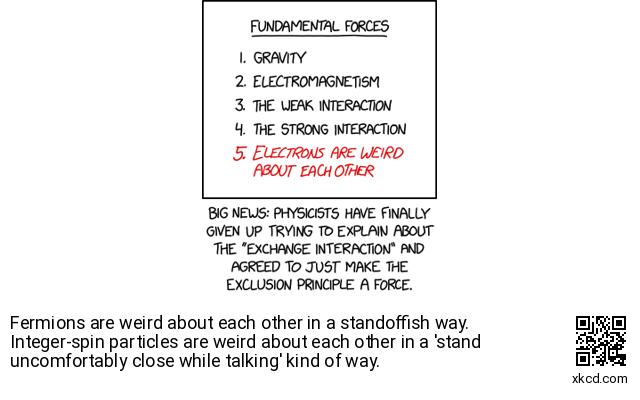 FUNDAMENTAL FORCES
1. GRAVITY
2. ELECTROMAGNETISM
3. THE WEAK INTERACTION
4. THE STRONG INTERACTION
5. ELECTRONS ARE WEIRD
ABOUT EACH OTHER
BIG NEWS: PHYSICISTS HAVE FINALLY
GIVEN UP TRYING TO EXPLAIN ABOUT
THE "EXCHANGE INTERACTION" AND
AGREED TO JUST MAKE THE
EXCLUSION PRINCIPLE A FORCE.
Fermions are weird about each other in a standoffish way.
Integer-spin particles are weird about each other in a 'stand
uncomfortably close while talking' kind of way.
xkcd.com